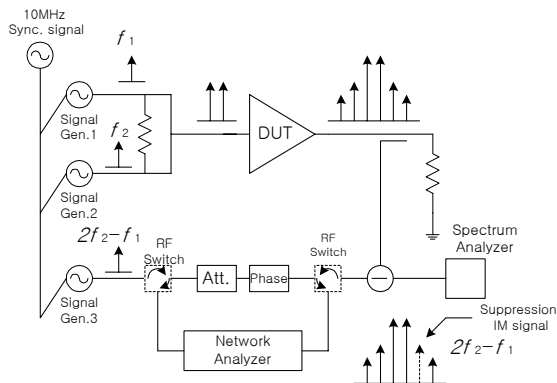 10MHz
Sync. signal
f1
Signal
Gen.1
f2
DUT
Signal
Gen.2
2f2-f1
RF
Switch
Signal
Gen.3
Att.
Phase
RF
Switch
Spectrum
Analyzer
Network
Analyzer
Suppression
IM signal
2f2-f1